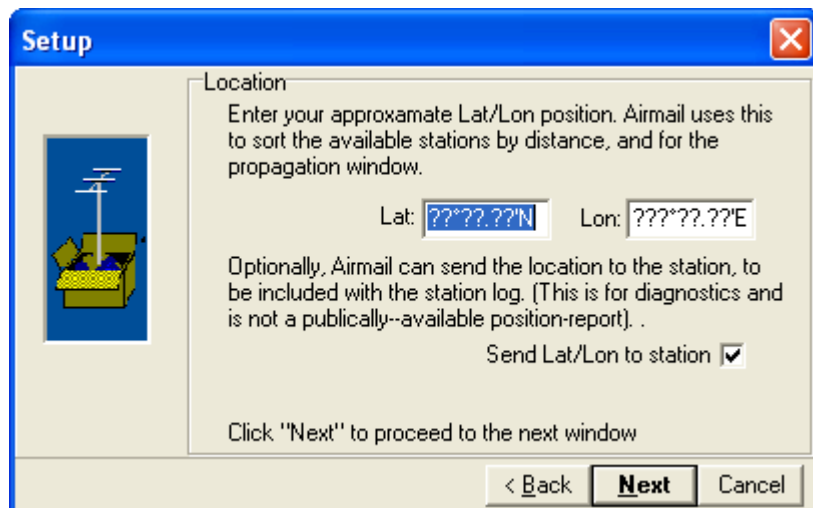 Setup
Location
Enter your approxamate Lat/Lon position. Airmail uses this
to sort the available stations by distance, and for the
propagation window.
Lat: ??°??.??'N Lon: ???°??.??'E
Optionally, Airmail can send the location to the station, to
be included with the station log. (This is for diagnostics and
is not a publically--available position-report). .
Send Lat/Lon to station
Click "Next" to proceed to the next window
< Back Next Cancel